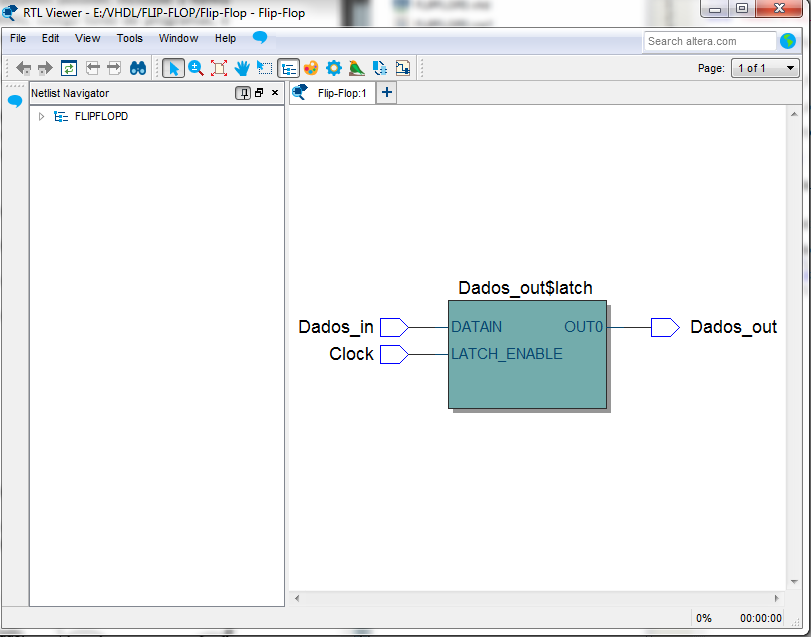 RTL Viewer - E:/VHDL/FLIP-FLOP/Flip-Flop - Flip-Flop
File Edit View Tools Window Help
Search altera.com
Page: 1 of 1
Netlist Navigator
Flip-Flop:1
FLIPFLOPD
Dados_out$latch
Dados_in DATAIN OUT0 Dados_out
Clock LATCH_ENABLE
0% 00:00:00